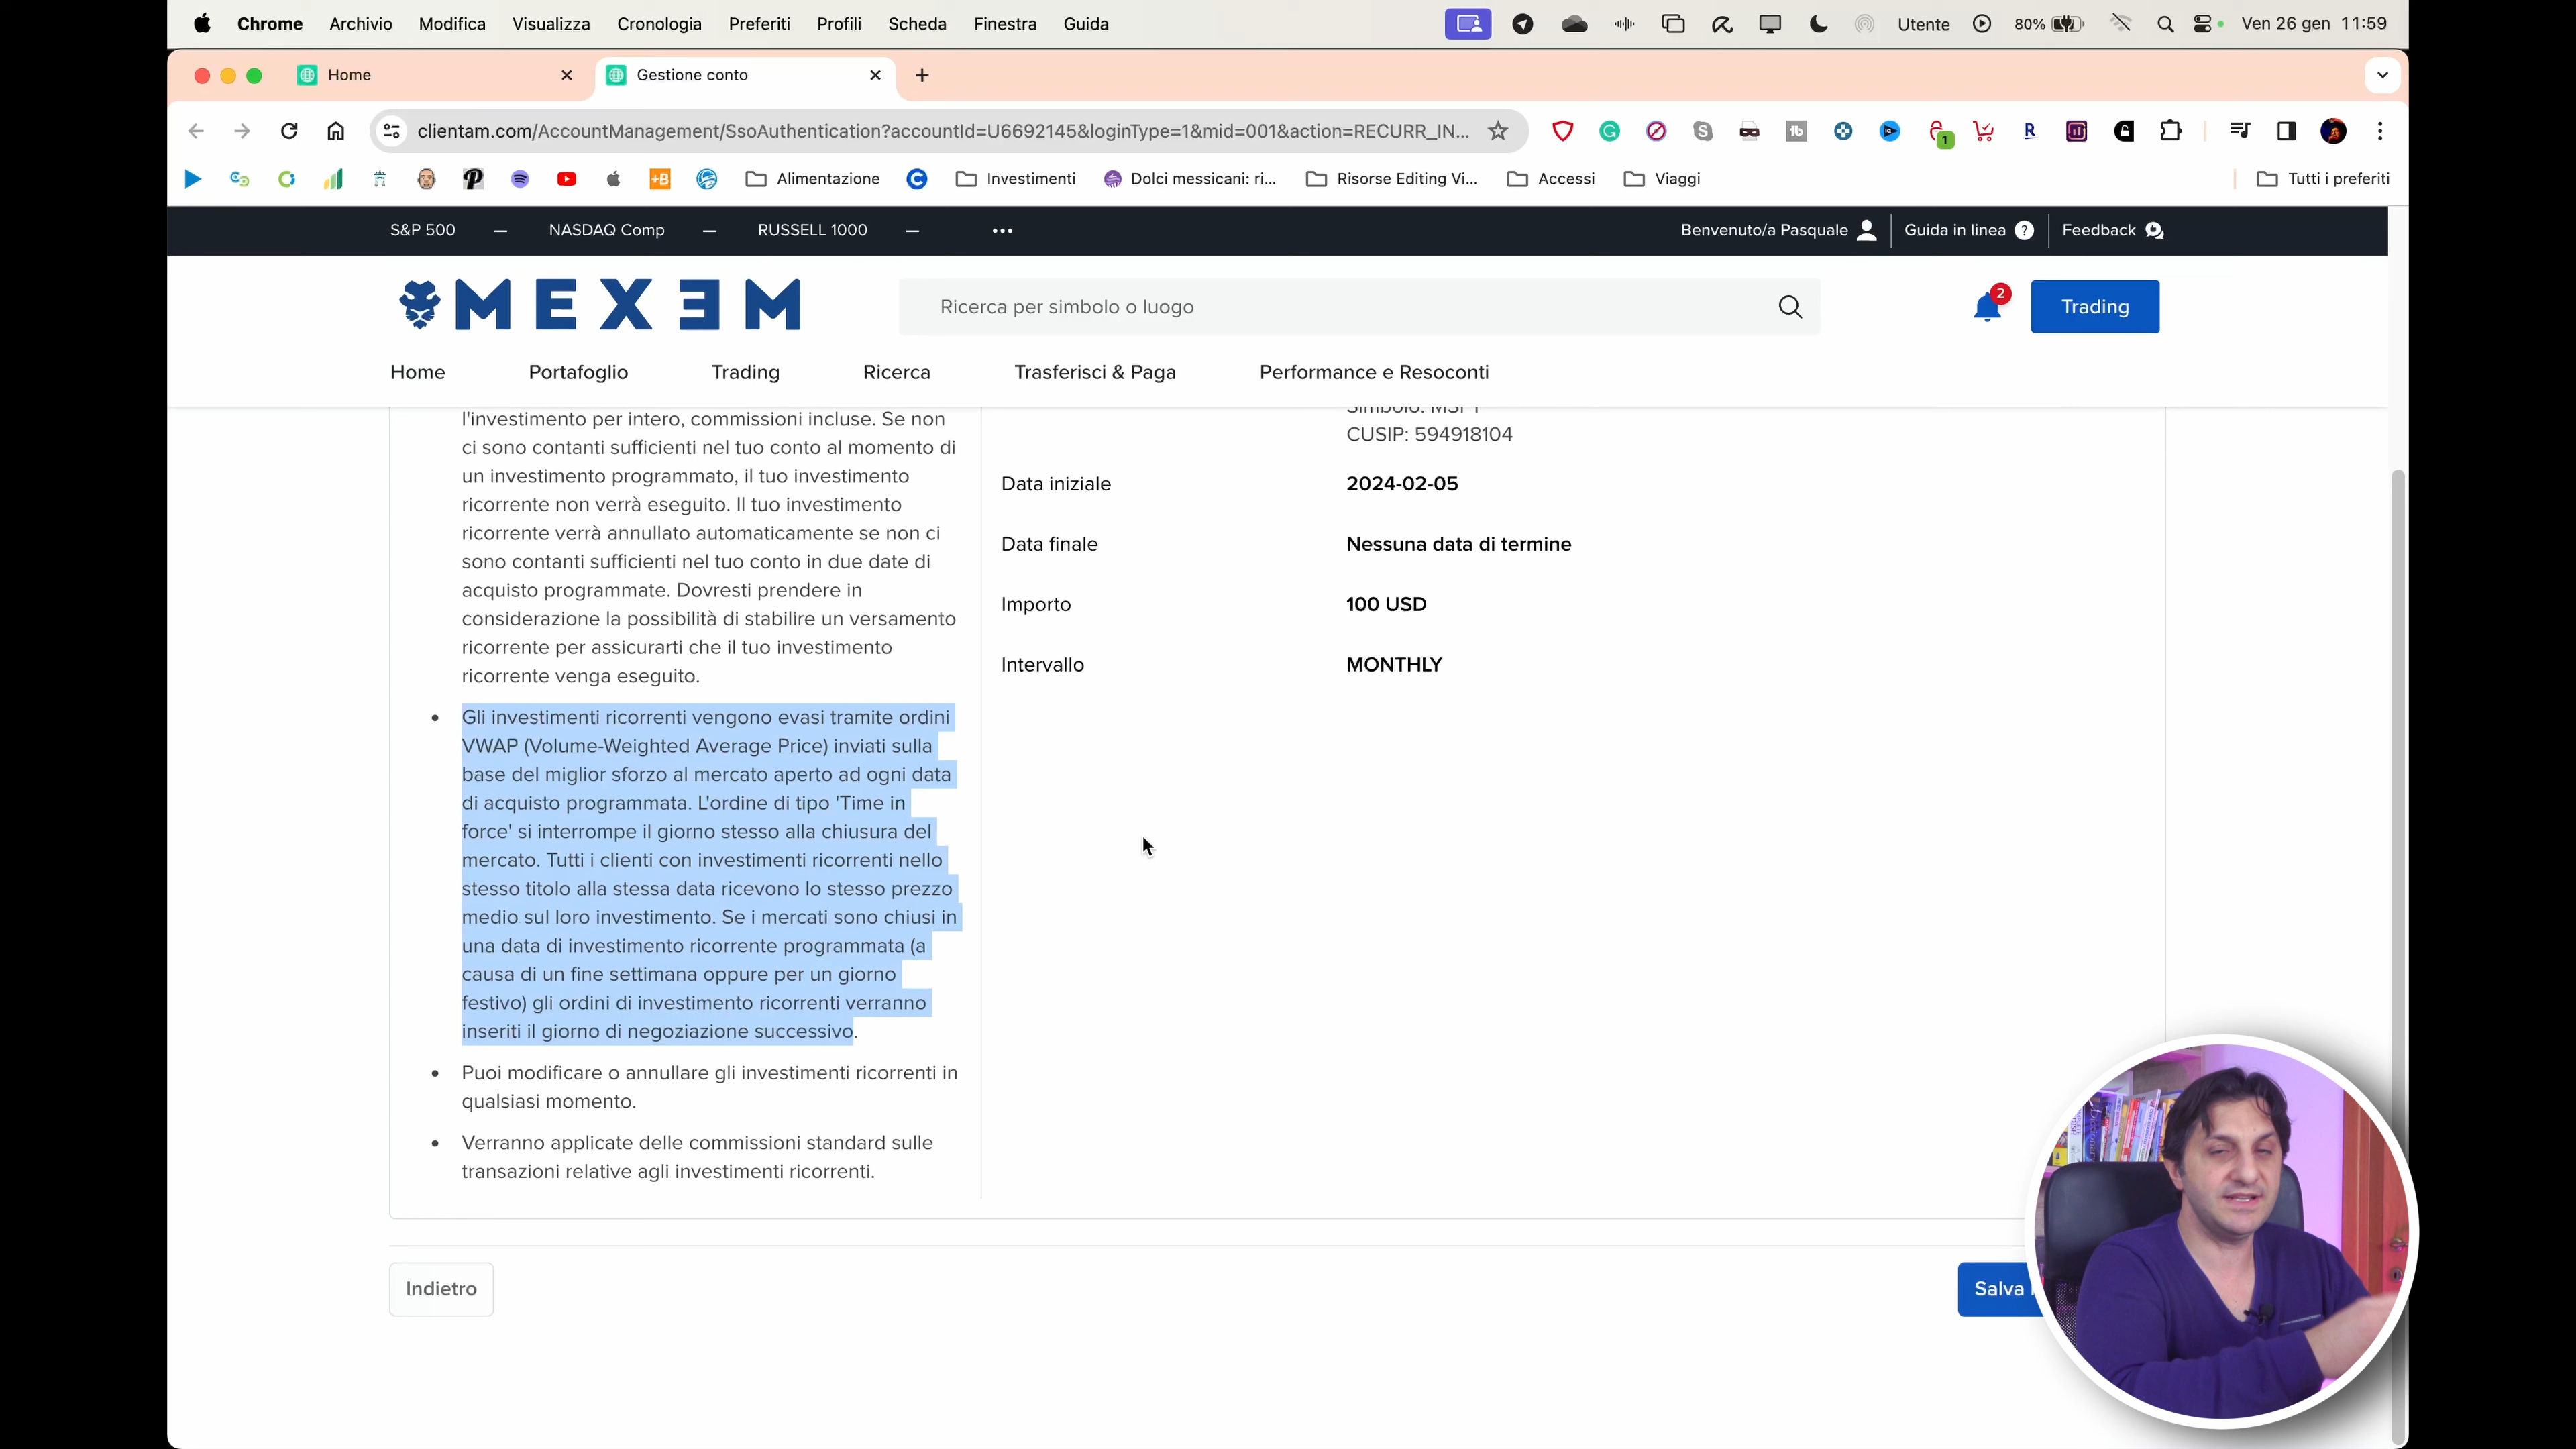 Chrome Archivio Modifica Visualizza Cronologia Preferiti Profili Scheda Finestra Guida
Utente 80% Ven 26 gen 11:59
Home
Gestione conto
clientam.com/AccountManagement/SsoAuthentication?accountId=U6692145&loginType=1&mid=001&action=RECURR_IN...
1
+B
Alimentazione
Investimenti
Dolci messicani: ri...
Risorse Editing Vi...
Accessi
Viaggi
Tutti i preferiti
S&P 500 —
NASDAQ Comp —
RUSSELL 1000 —
•••
Benvenuto/a Pasquale
Guida in linea ?
Feedback
MEXEM
Ricerca per simbolo o luogo
2
Trading
Home Portafoglio Trading Ricerca Trasferisci & Paga Performance e Resoconti
l'investimento per intero, commissioni incluse. Se non
ci sono contanti sufficienti nel tuo conto al momento di
un investimento programmato, il tuo investimento
ricorrente non verrà eseguito. Il tuo investimento
ricorrente verrà annullato automaticamente se non ci
sono contanti sufficienti nel tuo conto in due date di
acquisto programmate. Dovresti prendere in
considerazione la possibilità di stabilire un versamento
ricorrente per assicurarti che il tuo investimento
ricorrente venga eseguito.
• Gli investimenti ricorrenti vengono evasi tramite ordini
VWAP (Volume-Weighted Average Price) inviati sulla
base del miglior sforzo al mercato aperto ad ogni data
di acquisto programmata. L'ordine di tipo 'Time in
force' si interrompe il giorno stesso alla chiusura del
mercato. Tutti i clienti con investimenti ricorrenti nello
stesso titolo alla stessa data ricevono lo stesso prezzo
medio sul loro investimento. Se i mercati sono chiusi in
una data di investimento ricorrente programmata (a
causa di un fine settimana oppure per un giorno
festivo) gli ordini di investimento ricorrenti verranno
inseriti il giorno di negoziazione successivo.
• Puoi modificare o annullare gli investimenti ricorrenti in
qualsiasi momento.
• Verranno applicate delle commissioni standard sulle
transazioni relative agli investimenti ricorrenti.
Simbolo: MSFT
CUSIP: 594918104
Data iniziale 2024-02-05
Data finale Nessuna data di termine
Importo 100 USD
Intervallo MONTHLY
Indietro
Salva